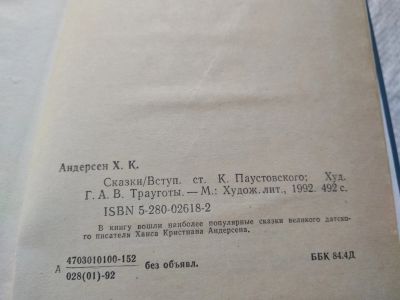 Андерсен Х. К.
Сказки/Вступ. ст. К. Паустовского; Худ.
Г. А. В. Трауготы. — М.: Худож. лит., 1992. 492 с.
ISBN 5-280-02618-2
В книгу вошли наиболее популярные сказки великого датско-
го писателя Ханса Кристиана Андерсена.
А 4703010100-152 без объявл. ББК 84.4Д
028(01)-92